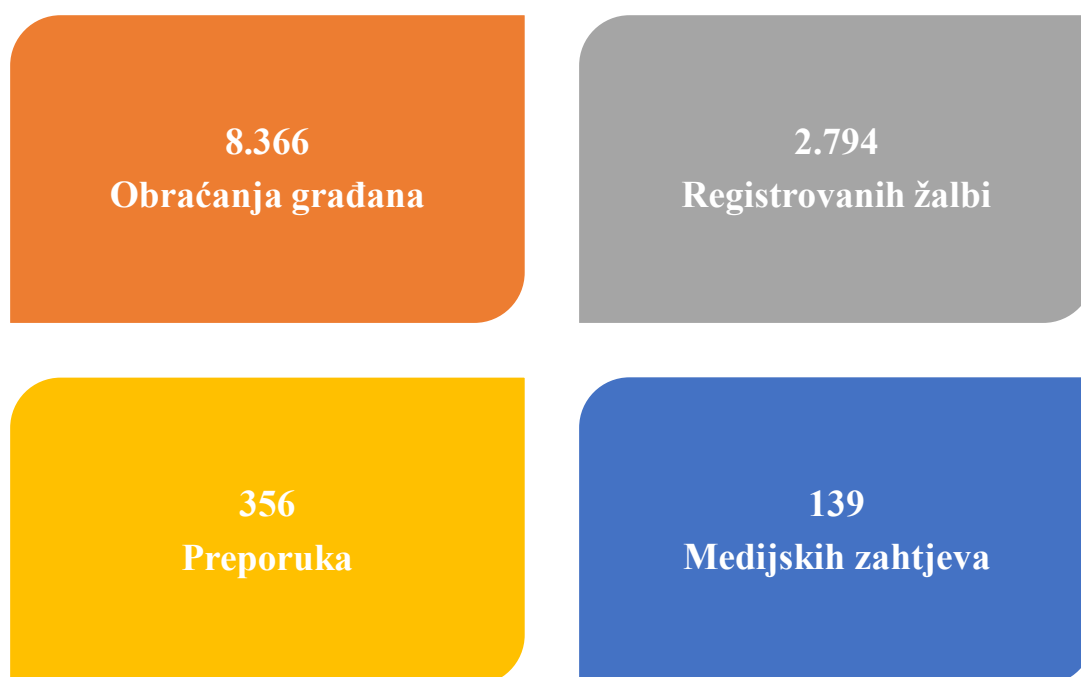 8.366
Obraćanja građana
2.794
Registrovanih žalbi
356
Preporuka
139
Medijskih zahtjeva